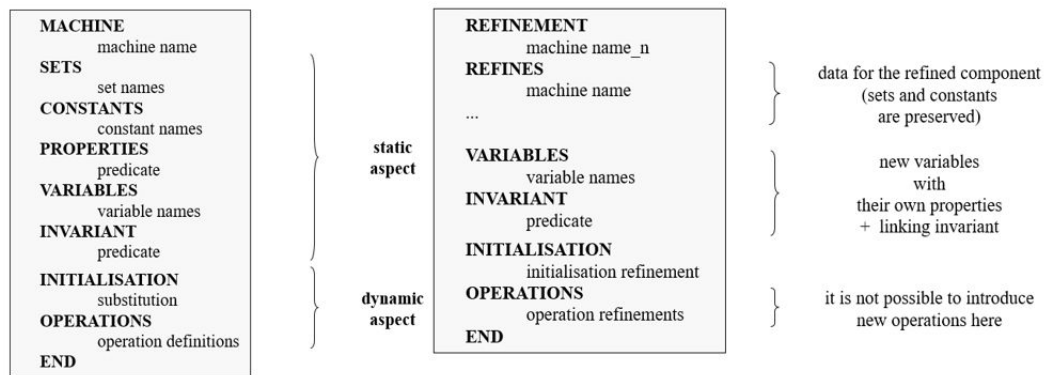 MACHINE
machine name
SETS
set names
CONSTANTS
constant names
PROPERTIES
predicate
VARIABLES
variable names
INVARIANT
predicate
INITIALISATION
substitution
OPERATIONS
operation definitions
END
static
aspect
dynamic
aspect
REFINEMENT
machine name_n
REFINES
machine name
...
VARIABLES
variable names
INVARIANT
predicate
INITIALISATION
initialisation refinement
OPERATIONS
operation refinements
END
data for the refined component
(sets and constants
are preserved)
new variables
with
their own properties
+ linking invariant
it is not possible to introduce
new operations here